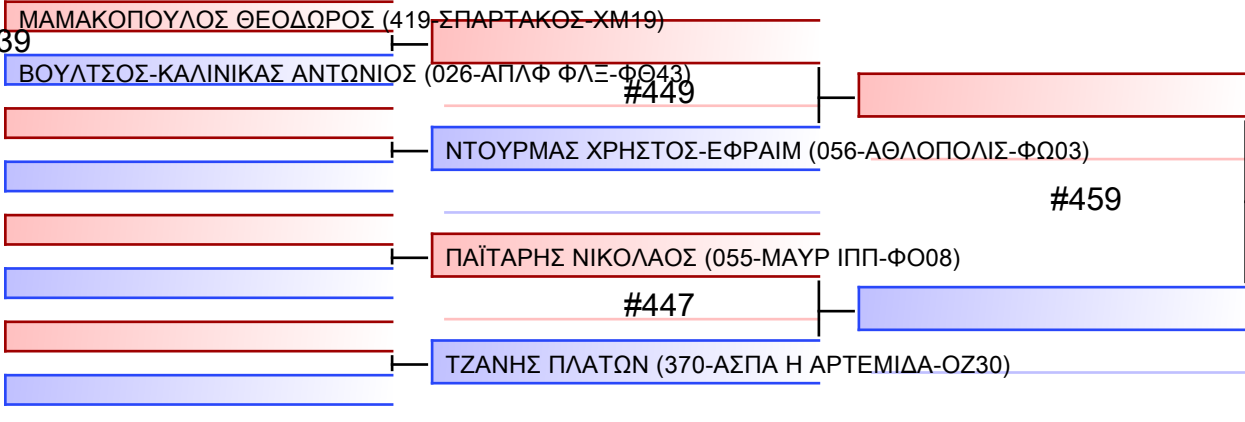 ΜΑΜΑΚΟΠΟΥΛΟΣ ΘΕΟΔΩΡΟΣ (419-ΣΠΑΡΤΑΚΟΣ-ΧΜ19)
39
ΒΟΥΛΤΣΟΣ-ΚΑΛΙΝΙΚΑΣ ΑΝΤΩΝΙΟΣ (026-ΑΠΛΦ ΦΛΞ-ΦΘ43)
#449
ΝΤΟΥΡΜΑΣ ΧΡΗΣΤΟΣ-ΕΦΡΑΙΜ (056-ΑΘΛΟΠΟΛΙΣ-ΦΩ03)
#459
ΠΑΪΤΑΡΗΣ ΝΙΚΟΛΑΟΣ (055-ΜΑΥΡ ΙΠΠ-ΦΟ08)
#447
ΤΖΑΝΗΣ ΠΛΑΤΩΝ (370-ΑΣΠΑ Η ΑΡΤΕΜΙΔΑ-ΟΖ30)